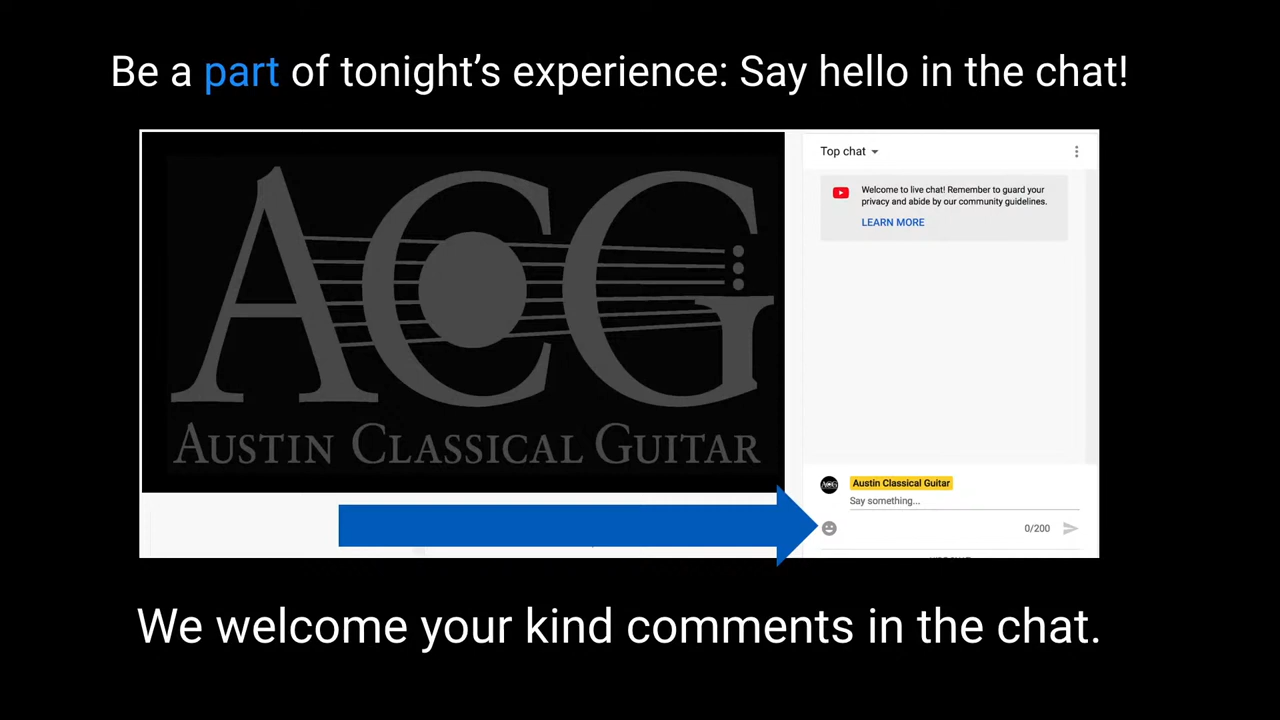 Be a part of tonight’s experience: Say hello in the chat!
ACG
AUSTIN CLASSICAL GUITAR
Top chat
Welcome to live chat! Remember to guard your
privacy and abide by our community guidelines.
LEARN MORE
ACG
Austin Classical Guitar
Say something...
0/200
We welcome your kind comments in the chat.